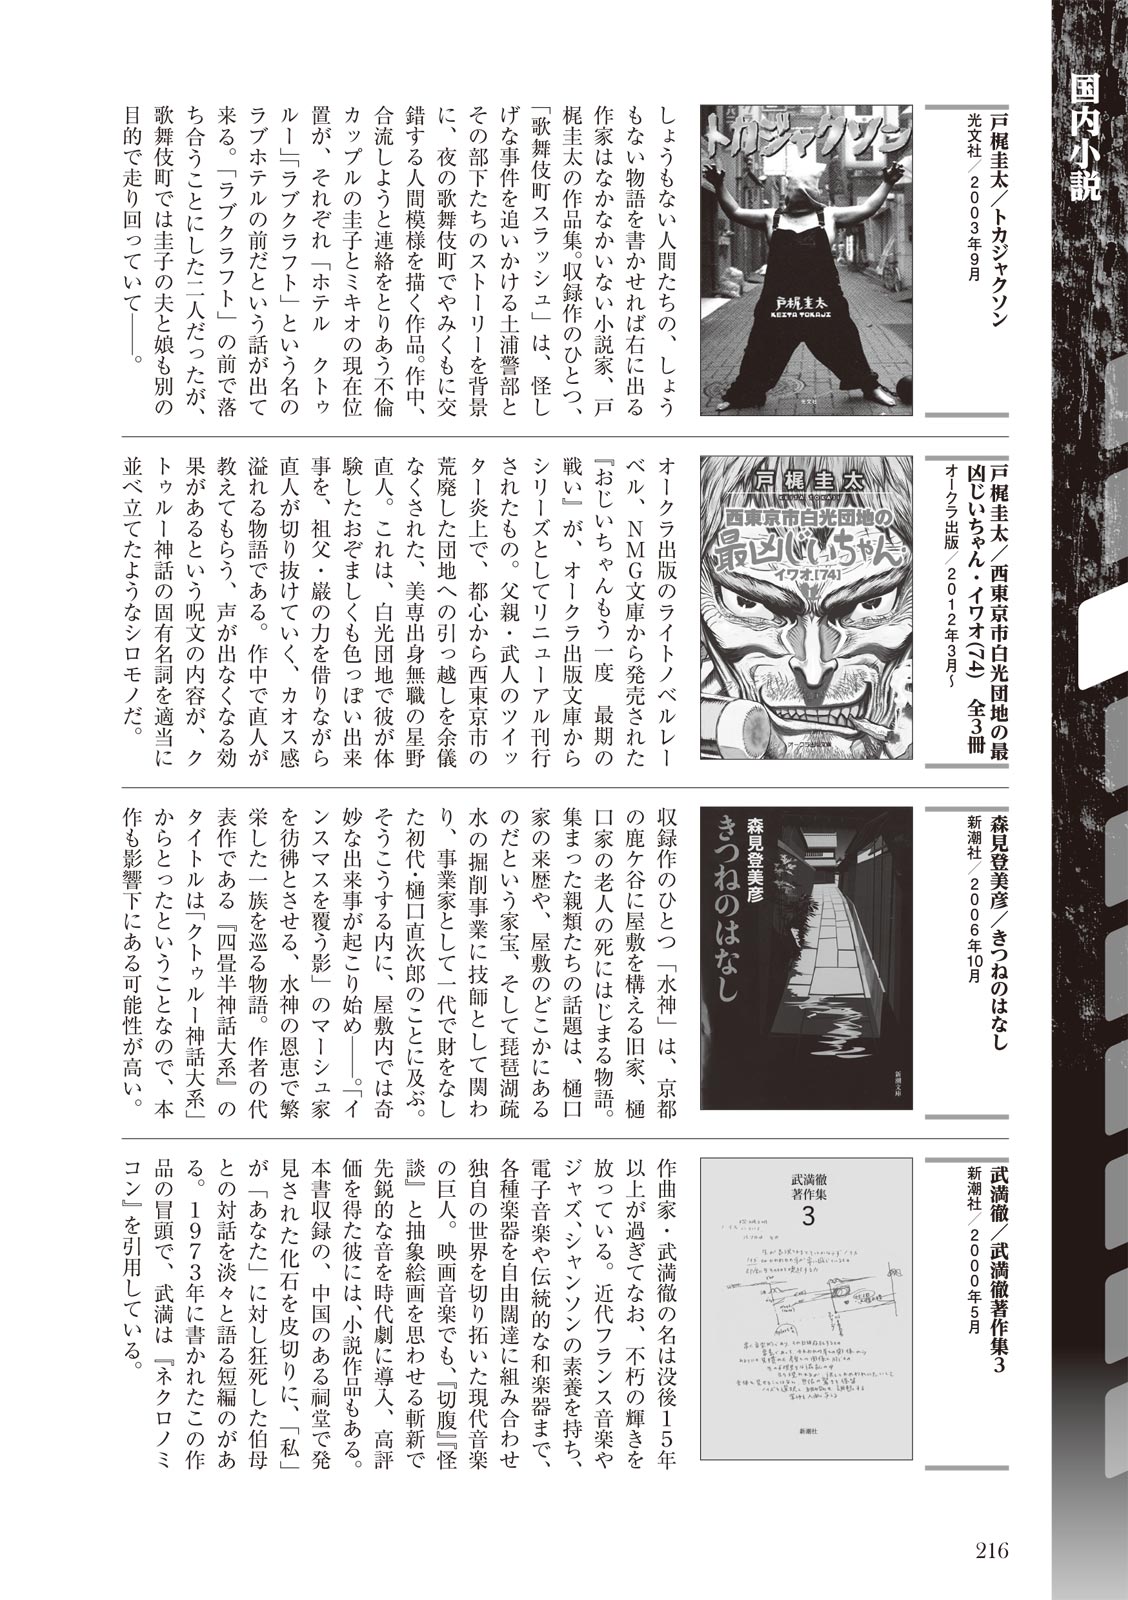 国内小説
戸梶圭太／トカジャクソン
光文社／2003年9月
トカジャクソン
戸梶圭太
KEITA TOKAJI
光文社
しょうもない人間たちの、しょう
もない物語を書かせれば右に出る
作家はなかなかいない小説家、戸
梶圭太の作品集。収録作のひとつ、
「歌舞伎町スラッシュ」は、怪し
げな事件を追いかける土浦警部と
その部下たちのストーリーを背景
に、夜の歌舞伎町でやみくもに交
錯する人間模様を描く作品。作中、
合流しようと連絡をとりあう不倫
カップルの圭子とミキオの現在位
置が、それぞれ「ホテル　クトゥ
ルー」「ラブクラフト」という名の
ラブホテルの前だという話が出て
来る。「ラブクラフト」の前で落
ち合うことにした二人だったが、
歌舞伎町では圭子の夫と娘も別の
目的で走り回っていて――。
戸梶圭太／西東京市白光団地の最
凶じいちゃん・イワオ(74)　全3冊
オークラ出版／2012年3月〜
戸梶圭太
KEITA TOKAJI
西東京市白光団地の
最凶じいちゃん・
イワオ[74]
オークラ出版文庫
オークラ出版のライトノベルレー
ベル、NMG文庫から発売された
『おじいちゃんもう一度　最期の
戦い』が、オークラ出版文庫から
シリーズとしてリニューアル刊行
されたもの。父親・武人のツイッ
ター炎上で、都心から西東京市の
荒廃した団地への引っ越しを余儀
なくされた、美専出身無職の星野
直人。これは、白光団地で彼が体
験したおぞましくも色っぽい出来
事を、祖父・巌の力を借りながら
直人が切り抜けていく、カオス感
溢れる物語である。作中で直人が
教えてもらう、声が出なくなる効
果があるという呪文の内容が、ク
トゥルー神話の固有名詞を適当に
並べ立てたようなシロモノだ。
森見登美彦／きつねのはなし
新潮社／2006年10月
森見登美彦
きつねのはなし
新潮文庫
収録作のひとつ「水神」は、京都
の鹿ケ谷に屋敷を構える旧家、樋
口家の老人の死にはじまる物語。
集まった親類たちの話題は、樋口
家の来歴や、屋敷のどこかにある
のだという家宝、そして琵琶湖疏
水の掘削事業に技師として関わ
り、事業家として一代で財をなし
た初代・樋口直次郎のことに及ぶ。
そうこうする内に、屋敷内では奇
妙な出来事が起こり始め――。「イ
ンスマスを覆う影」のマーシュ家
を彷彿とさせる、水神の恩恵で繁
栄した一族を巡る物語。作者の代
表作である『四畳半神話大系』の
タイトルは「クトゥルー神話大系」
からとったということなので、本
作も影響下にある可能性が高い。
武満徹／武満徹著作集3
新潮社／2000年5月
武満徹
著作集
3
新潮社
作曲家・武満徹の名は没後15年
以上が過ぎてなお、不朽の輝きを
放っている。近代フランス音楽や
ジャズ、シャンソンの素養を持ち、
電子音楽や伝統的な和楽器まで、
各種楽器を自由闊達に組み合わせ
独自の世界を切り拓いた現代音楽
の巨人。映画音楽でも、『切腹』『怪
談』と抽象絵画を思わせる斬新で
先鋭的な音を時代劇に導入、高評
価を得た彼には、小説作品もある。
本書収録の、中国のある祠堂で発
見された化石を皮切りに、「私」
が「あなた」に対し狂死した伯母
との対話を淡々と語る短編のがあ
る。1973年に書かれたこの作
品の冒頭で、武満は『ネクロノミ
コン』を引用している。
216